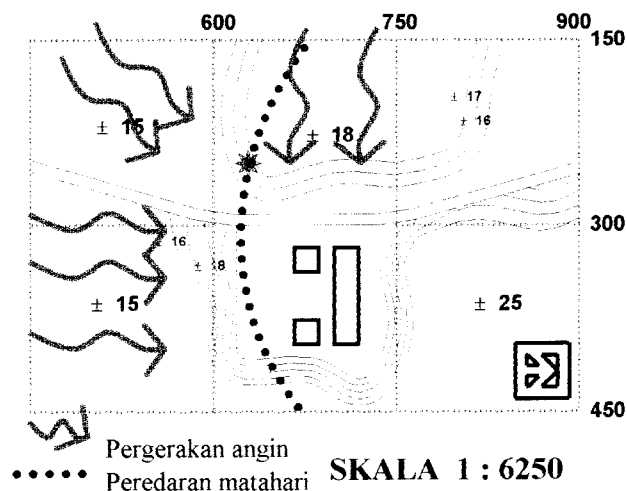 600 750 900
150
± 17
± 15 ± 18 ± 16
300
16
± 8
± 15 ± 25
450
Pergerakan angin
Peredaran matahari SKALA 1 : 6250